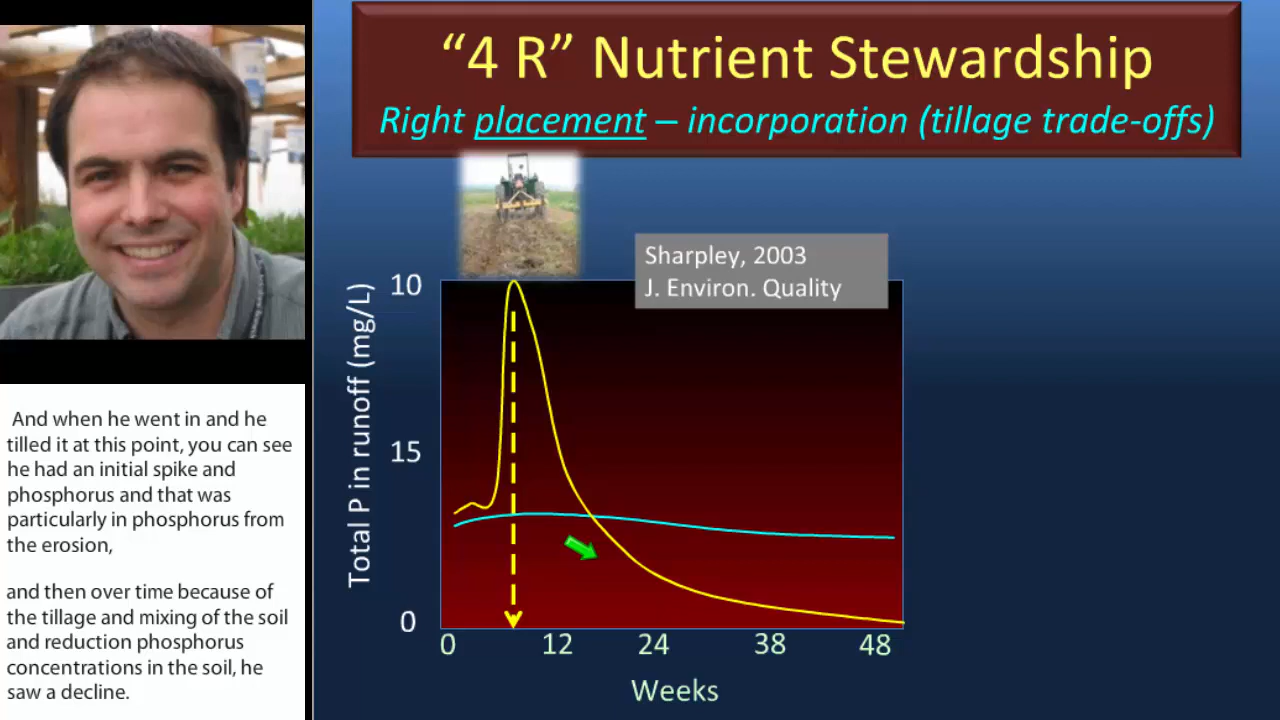 “4 R” Nutrient Stewardship
Right placement – incorporation (tillage trade-offs)
Sharpley, 2003
J. Environ. Quality
Total P in runoff (mg/L)
10
15
0
0 12 24 38 48
Weeks
And when he went in and he
tilled it at this point, you can see
he had an initial spike and
phosphorus and that was
particularly in phosphorus from
the erosion,
and then over time because of
the tillage and mixing of the soil
and reduction phosphorus
concentrations in the soil, he
saw a decline.